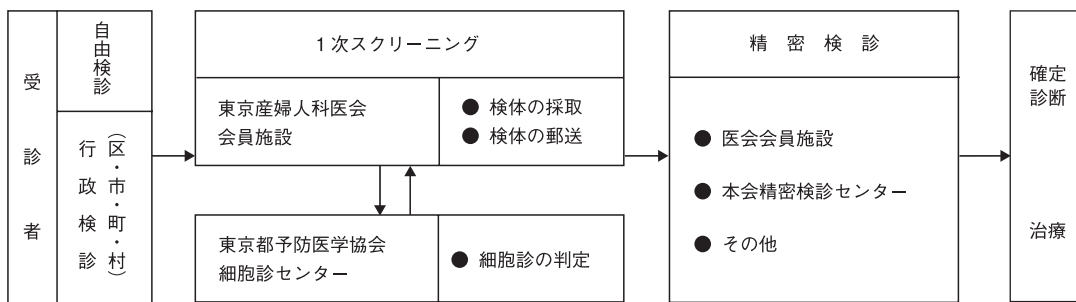 受診者
自由検診
行政検診
（区・市・町・村）
1次スクリーニング
東京産婦人科医会
会員施設
● 検体の採取
● 検体の郵送
東京都予防医学協会
細胞診センター
● 細胞診の判定
精密検診
● 医会会員施設
● 本会精密検診センター
● その他
確定
診断
治療